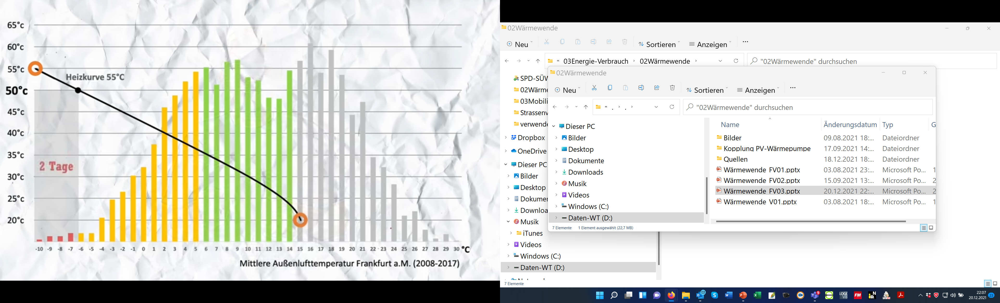 65°c
60°c
55°c
Heizkurve 55°C
50°c
45°c
40°c
35°c
2 Tage
30°c
25°c
20°c
-10 -9 -8 -7 -6 -5 -4 -3 -2 -1 0 1 2 3 4 5 6 7 8 9 10 11 12 13 14 15 16 17 18 19 20 21 22 23 24 25 26 27 28 29 30 °C
Mittlere Außenlufttemperatur Frankfurt a.M. (2008-2017)
02Wärmewende
Neu Sortieren Anzeigen ...
« 03Energie-Verbrauch › 02Wärmewende › "02Wärmewende" durchsuchen
SPD-SÜW
02Wärme
03Mobili
Strassenv
verwende
Dropbox
OneDrive
Dieser PC
Bilder
Desktop
Dokumer
Downloa
Musik
iTunes
Videos
Windows (C:)
Daten-WT (D:)
7 Elemente
02Wärmewende
Neu Sortieren Anzeigen ...
« . › . › "02Wärmewende" durchsuchen
Dieser PC
Bilder
Desktop
Dokumente
Downloads
Musik
Videos
Windows (C:)
Daten-WT (D:)
Name Änderungsdatum Typ G
Bilder 09.08.2021 18:... Dateiordner
Kopplung PV-Wärmepumpe 17.09.2021 14:... Dateiordner
Quellen 18.12.2021 18:... Dateiordner
Wärmewende FV01.pptx 03.08.2021 23:... Microsoft Po... 1
Wärmewende FV02.pptx 15.09.2021 13:... Microsoft Po... 2
Wärmewende FV03.pptx 20.12.2021 22:... Microsoft Po... 2
Wärmewende V01.pptx 03.08.2021 18:... Microsoft Po... 1
7 Elemente 1 Element ausgewählt (22,7 MB)
22:07
20.12.2021 23